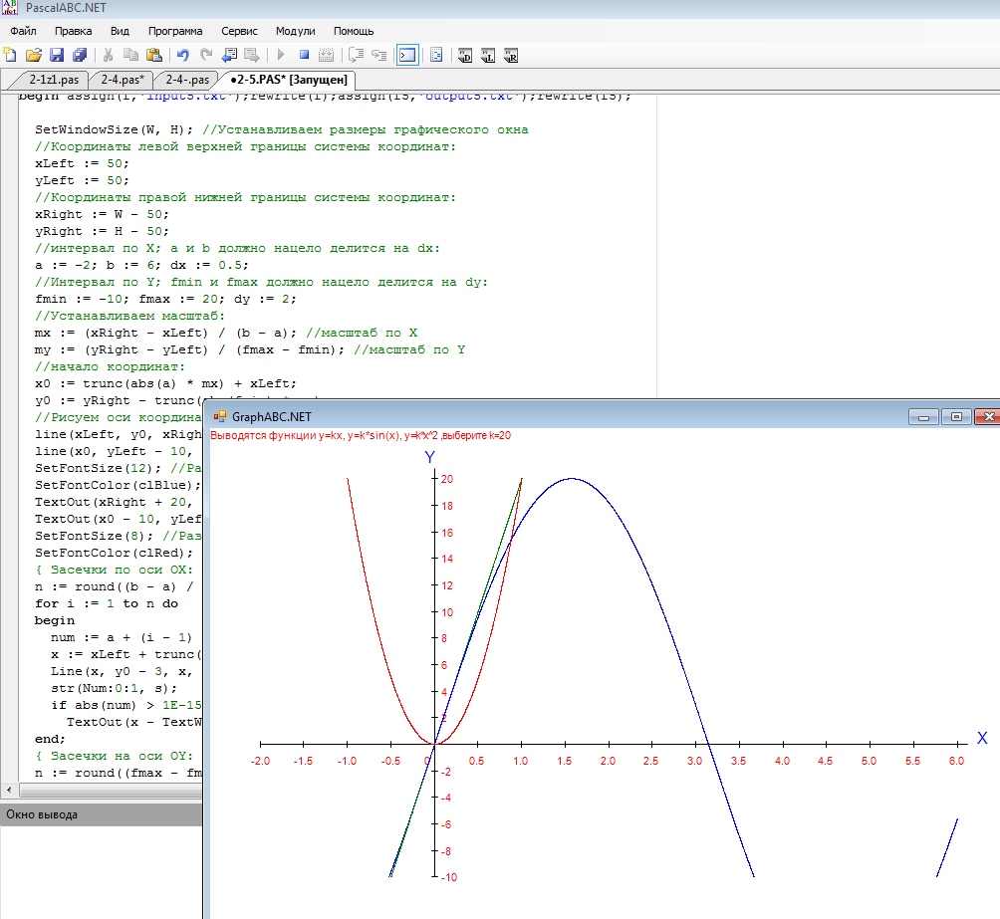 PascalABC.NET
Файл Правка Вид Программа Сервис Модули Помощь
2-1z1.pas 2-4.pas* 2-4-.pas ●2-5.PAS* [Запущен]
begin assign(f,'input5.txt');rewrite(f);assign(f5,'output5.txt');rewrite(f5);
SetWindowSize(W, H); //Устанавливаем размеры графического окна
//Координаты левой верхней границы системы координат:
xLeft := 50;
yLeft := 50;
//Координаты правой нижней границы системы координат:
xRight := W - 50;
yRight := H - 50;
//интервал по X; a и b должно нацело делится на dx:
a := -2; b := 6; dx := 0.5;
//Интервал по Y; fmin и fmax должно нацело делится на dy:
fmin := -10; fmax := 20; dy := 2;
//Устанавливаем масштаб:
mx := (xRight - xLeft) / (b - a); //масштаб по X
my := (yRight - yLeft) / (fmax - fmin); //масштаб по Y
//начало координат:
x0 := trunc(abs(a) * mx) + xLeft;
y0 := yRight - trunc(
//Рисуем оси координа
line(xLeft, y0, xRigh
line(x0, yLeft - 10,
SetFontSize(12); //Ра
SetFontColor(clBlue);
TextOut(xRight + 20,
TextOut(x0 - 10, yLef
SetFontSize(8); //Раз
SetFontColor(clRed);
{ Засечки по оси OX:
n := round((b - a) /
for i := 1 to n do
begin
num := a + (i - 1)
x := xLeft + trunc(
Line(x, y0 - 3, x,
str(Num:0:1, s);
if abs(num) > 1E-15
TextOut(x - TextW
end;
{ Засечки на оси OY:
n := round((fmax - fm
Окно вывода
GraphABC.NET
Выводятся функции y=kx, y=k*sin(x), y=k*x^2 ,выберите k=20
Y
20
18
16
14
12
10
8
6
4
2
X
-2.0 -1.5 -1.0 -0.5 0 0.5 1.0 1.5 2.0 2.5 3.0 3.5 4.0 4.5 5.0 5.5 6.0
-2
-4
-6
-8
-10